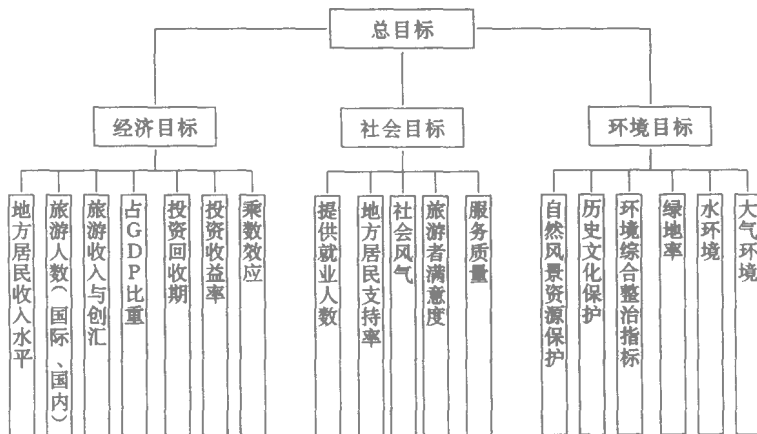 总目标
经济目标
社会目标
环境目标
地方居民收入水平
旅游人数(国际、国内)
旅游收入与创汇
占GDP比重
投资回收期
投资收益率
乘数效应
提供就业人数
地方居民支持率
社会风气
旅游者满意度
服务质量
自然风景资源保护
历史文化保护
环境综合整治指标
绿地率
水环境
大气环境